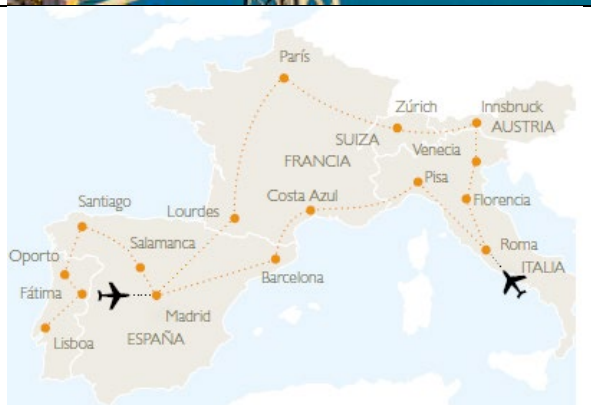 París
Zúrich
Innsbruck
AUSTRIA
SUIZA
Venecia
FRANCIA
Pisa
Costa Azul
Florencia
Santiago
Lourdes
Salamanca
Roma
Oporto
ITALIA
Barcelona
Fátima
Madrid
ESPAÑA
Lisboa